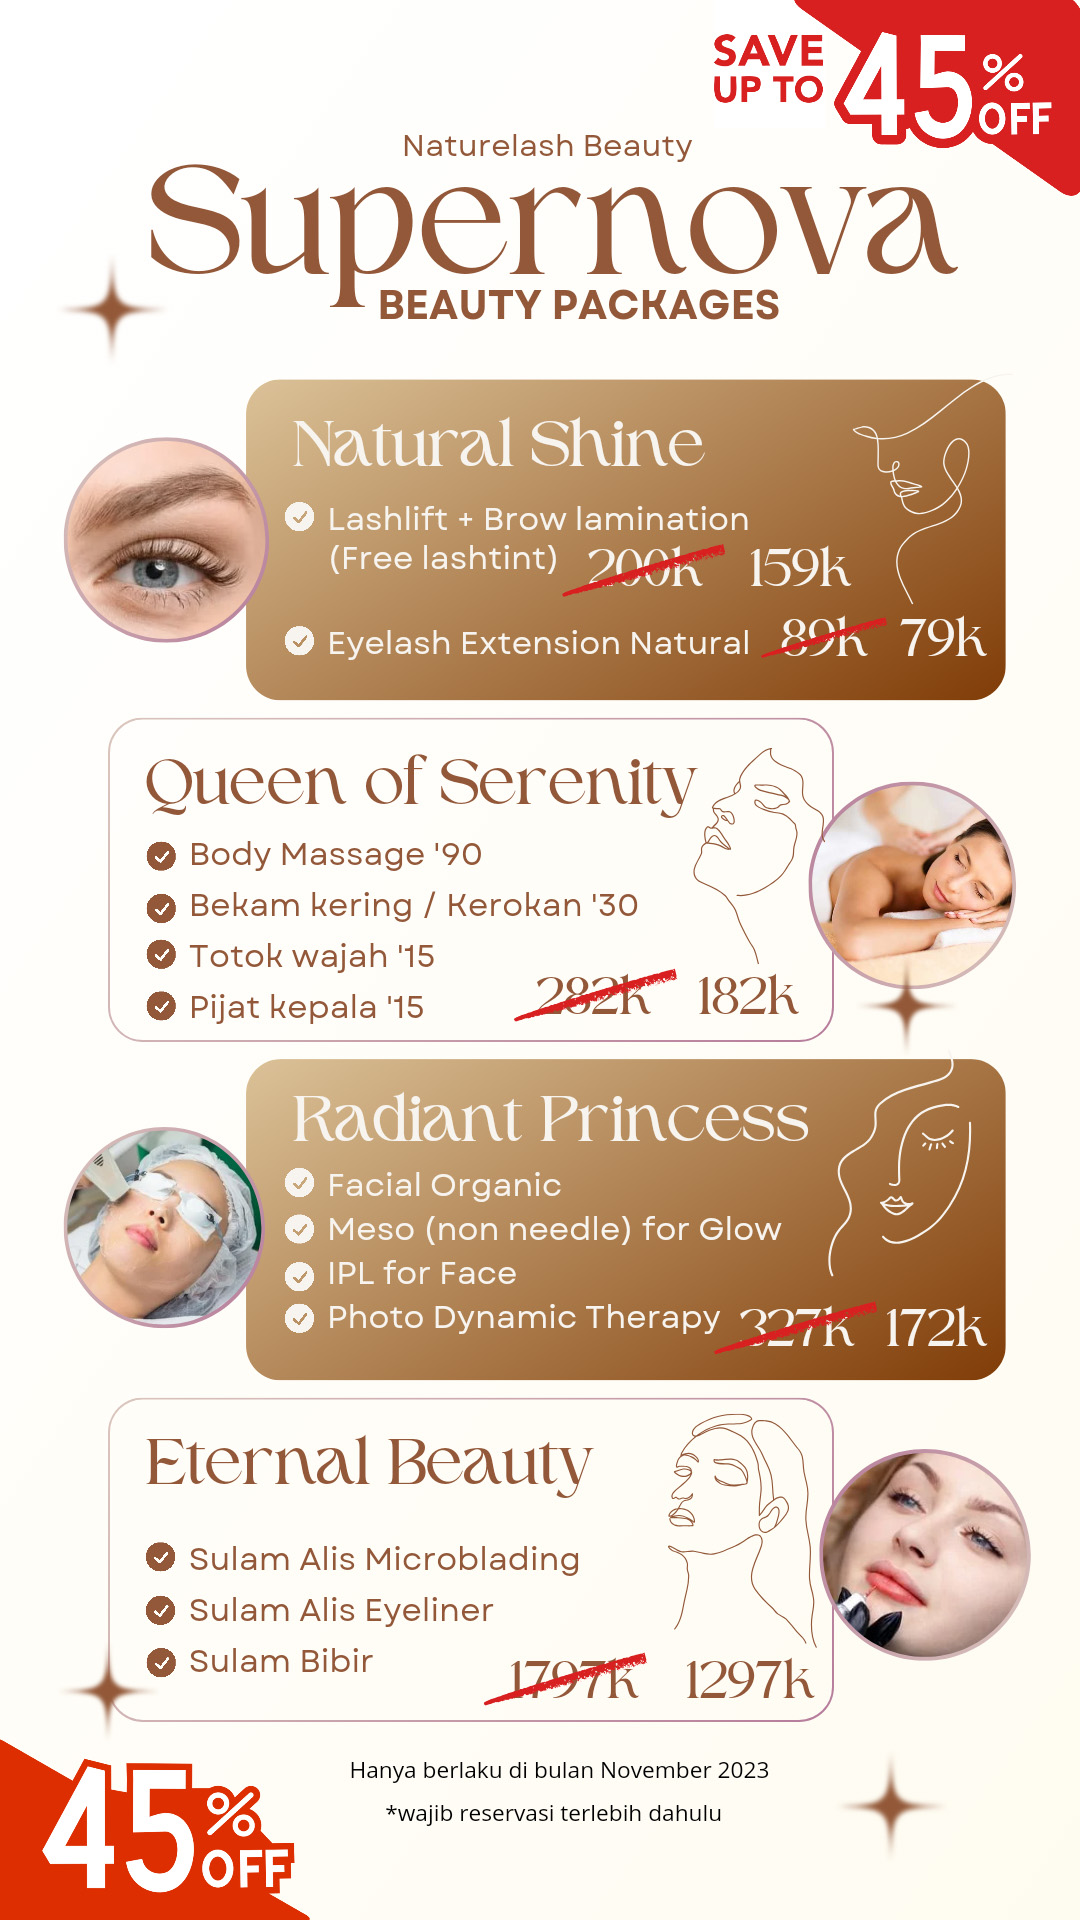 SAVE
UP TO
45%
OFF
Naturelash Beauty
Supernova
BEAUTY PACKAGES
Natural Shine
Lashlift + Brow lamination
(Free lashtint) 200k 159k
Eyelash Extension Natural 89k 79k
Queen of Serenity
Body Massage '90
Bekam kering / Kerokan '30
Totok wajah '15
Pijat kepala '15 282k 182k
Radiant Princess
Facial Organic
Meso (non needle) for Glow
IPL for Face
Photo Dynamic Therapy 327k 172k
Eternal Beauty
Sulam Alis Microblading
Sulam Alis Eyeliner
Sulam Bibir 1797k 1297k
Hanya berlaku di bulan November 2023
*wajib reservasi terlebih dahulu
45%
OFF